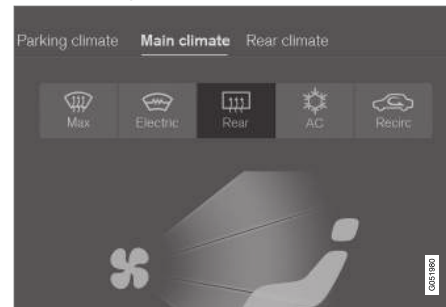 Parking climate Main climate Rear climate
Max Electric Rear AC Recirc
G051980